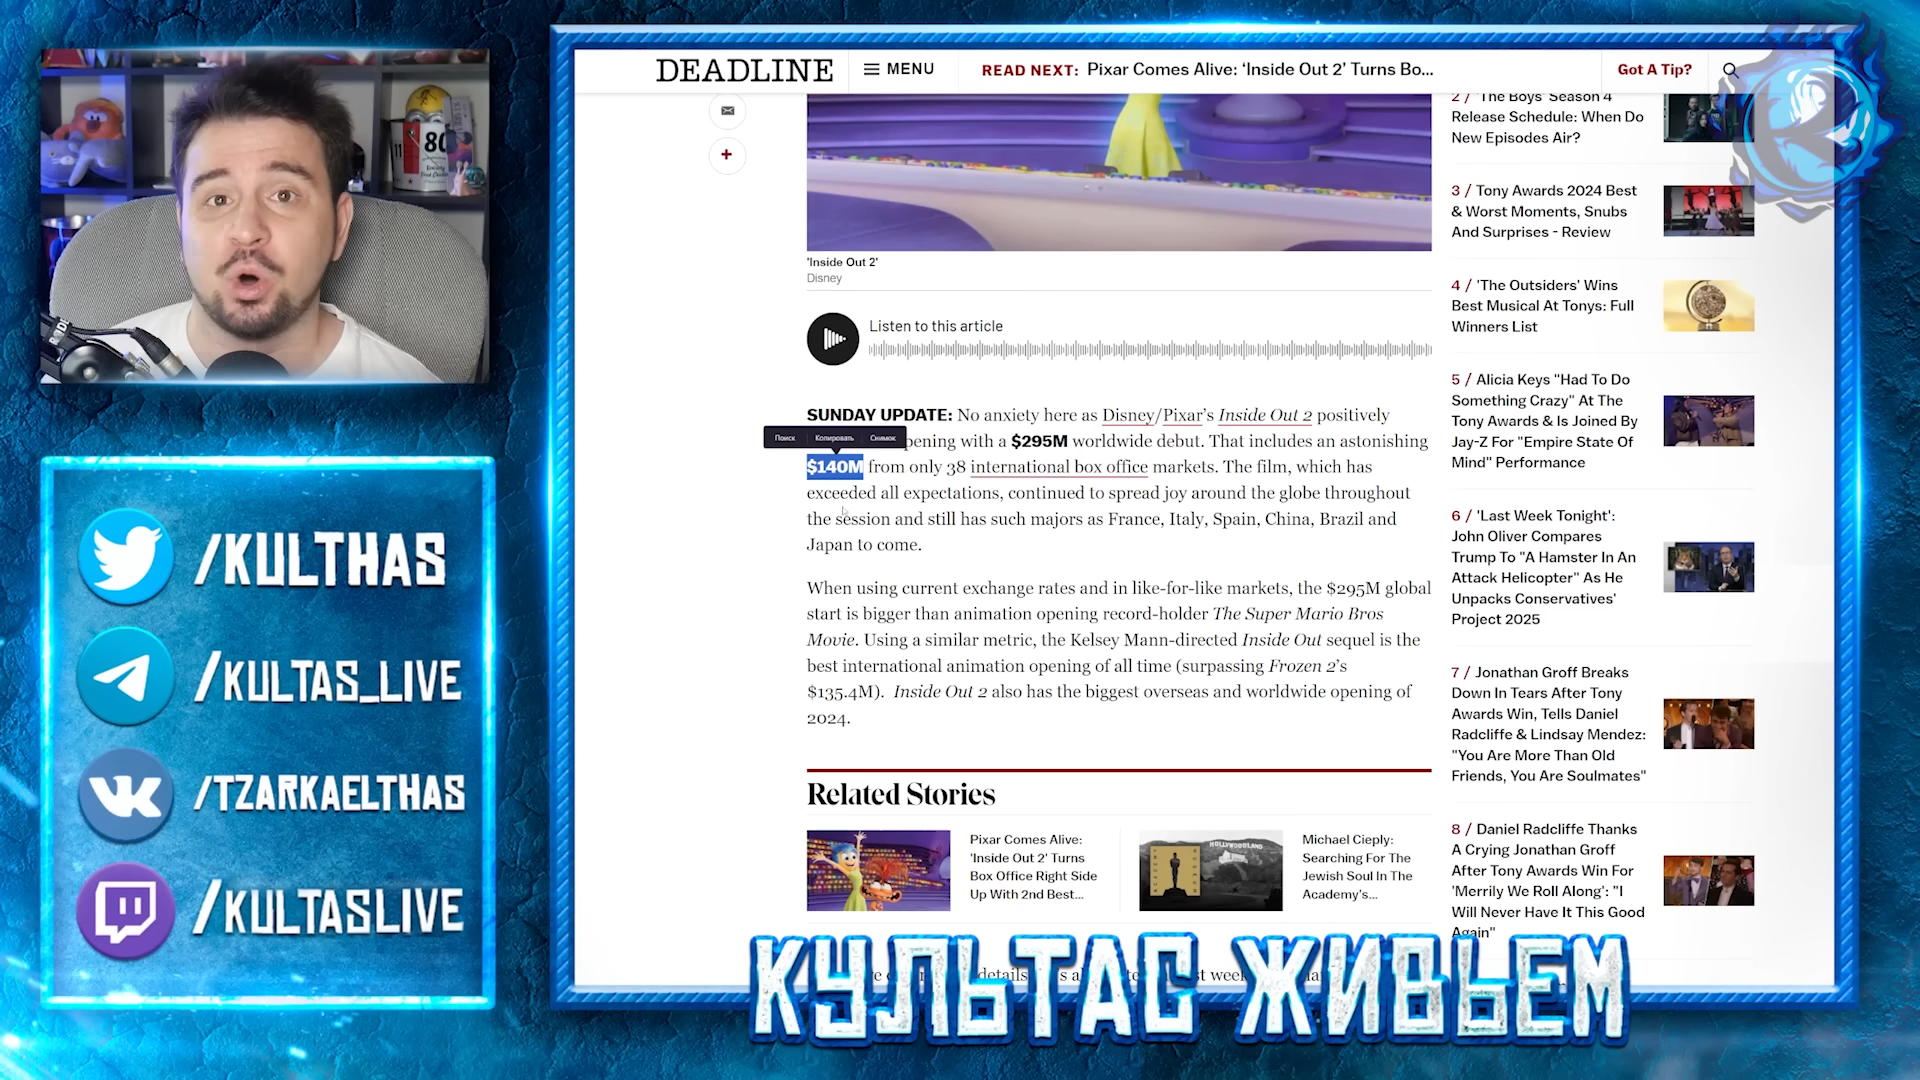 DEADLINE
MENU
READ NEXT: Pixar Comes Alive: ‘Inside Out 2’ Turns Bo...
Got A Tip?
'Inside Out 2'
Disney
Listen to this article
SUNDAY UPDATE: No anxiety here as Disney/Pixar’s Inside Out 2 positively
Поиск Копировать Снимок
pening with a $295M worldwide debut. That includes an astonishing
$140M from only 38 international box office markets. The film, which has
exceeded all expectations, continued to spread joy around the globe throughout
the session and still has such majors as France, Italy, Spain, China, Brazil and
Japan to come.
When using current exchange rates and in like-for-like markets, the $295M global
start is bigger than animation opening record-holder The Super Mario Bros
Movie. Using a similar metric, the Kelsey Mann-directed Inside Out sequel is the
best international animation opening of all time (surpassing Frozen 2’s
$135.4M). Inside Out 2 also has the biggest overseas and worldwide opening of
2024.
Related Stories
Pixar Comes Alive:
'Inside Out 2' Turns
Box Office Right Side
Up With 2nd Best...
HOLLYWOODLAND
Michael Cieply:
Searching For The
Jewish Soul In The
Academy's...
2 / 'The Boys' Season 4
Release Schedule: When Do
New Episodes Air?
3 / Tony Awards 2024 Best
& Worst Moments, Snubs
And Surprises - Review
4 / 'The Outsiders' Wins
Best Musical At Tonys: Full
Winners List
5 / Alicia Keys "Had To Do
Something Crazy" At The
Tony Awards & Is Joined By
Jay-Z For "Empire State Of
Mind" Performance
6 / 'Last Week Tonight':
John Oliver Compares
Trump To "A Hamster In An
Attack Helicopter" As He
Unpacks Conservatives'
Project 2025
7 / Jonathan Groff Breaks
Down In Tears After Tony
Awards Win, Tells Daniel
Radcliffe & Lindsay Mendez:
"You Are More Than Old
Friends, You Are Soulmates"
8 / Daniel Radcliffe Thanks
A Crying Jonathan Groff
After Tony Awards Win For
'Merrily We Roll Along': "I
Will Never Have It This Good
Again"
80
11
/KULTHAS
/KULTAS_LIVE
/TZARKAELTHAS
/KULTASLIVE
КУЛЬТАС ЖИВЬЕМ